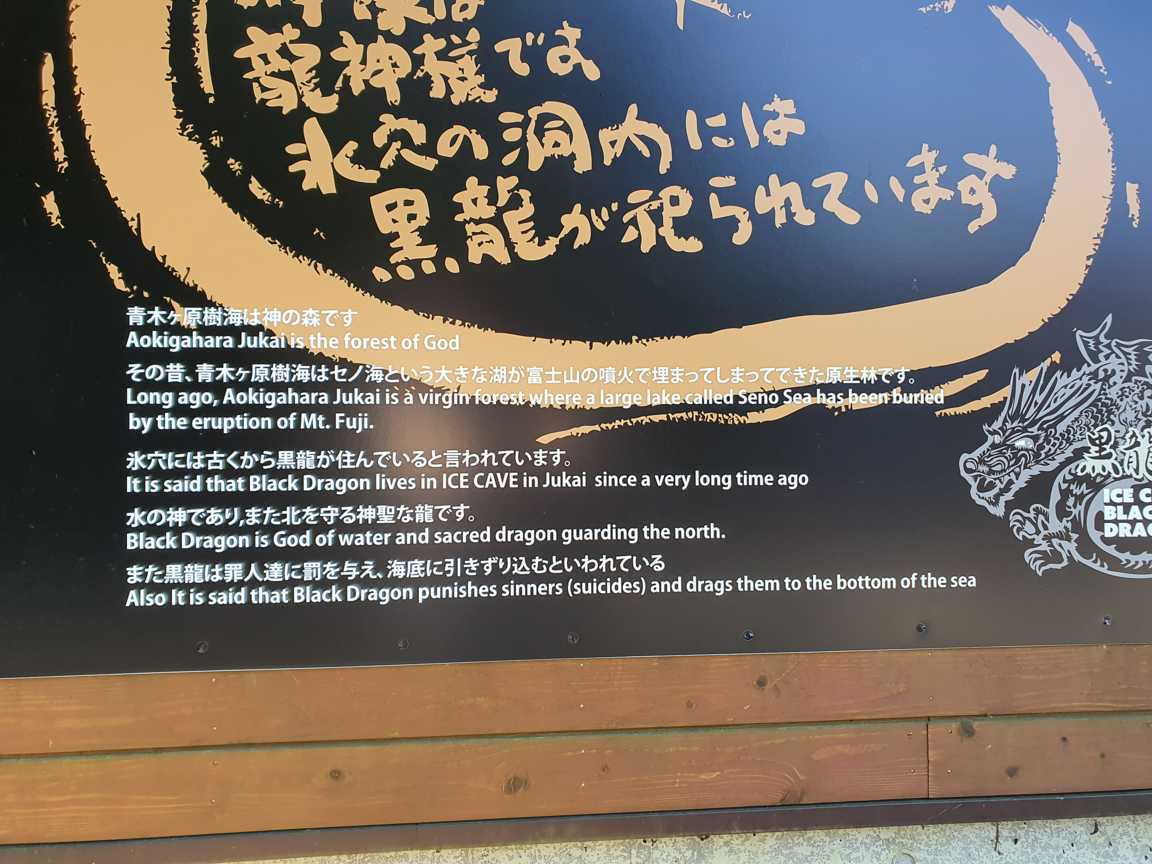 龍神様です
氷穴の洞内には
黒龍が祀られています
青木ヶ原樹海は神の森です
Aokigahara Jukai is the forest of God
その昔、青木ヶ原樹海はセノ海という大きな湖が富士山の噴火で埋まってしまってできた原生林です。
Long ago, Aokigahara Jukai is a virgin forest where a large lake called Seno Sea has been buried
by the eruption of Mt. Fuji.
氷穴には古くから黒龍が住んでいると言われています。
It is said that Black Dragon lives in ICE CAVE in Jukai since a very long time ago
水の神であり,また北を守る神聖な龍です。
Black Dragon is God of water and sacred dragon guarding the north.
また黒龍は罪人達に罰を与え、海底に引きずり込むといわれている
Also It is said that Black Dragon punishes sinners (suicides) and drags them to the bottom of the sea
黒龍
ICE
BLAC
DRAG